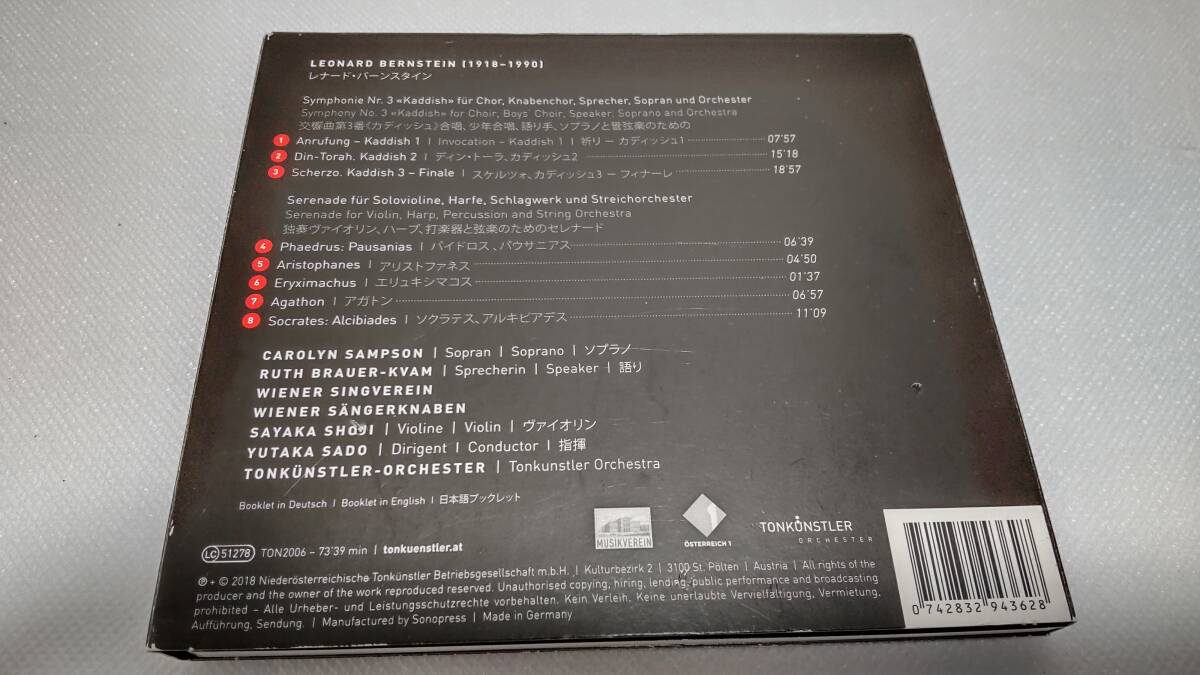 LEONARD BERNSTEIN (1918–1990)
レナード・バーンスタイン
Symphonie Nr. 3 «Kaddish» für Chor, Knabenchor, Sprecher, Sopran und Orchester
Symphony No. 3 «Kaddish» for Choir, Boys' Choir, Speaker, Soprano and Orchestra
交響曲第3番《カディッシュ》合唱、少年合唱、語り手、ソプラノと管弦楽のための
1 Anrufung – Kaddish 1 | Invocation – Kaddish 1 | 祈り − カディッシュ1 07'57
2 Din-Torah. Kaddish 2 | ディン・トーラ、カディッシュ2 15'18
3 Scherzo. Kaddish 3 – Finale | スケルツォ、カディッシュ3 − フィナーレ 18'57
Serenade für Solovioline, Harfe, Schlagwerk und Streichorchester
Serenade for Violin, Harp, Percussion and String Orchestra
独奏ヴァイオリン、ハープ、打楽器と弦楽のためのセレナード
4 Phaedrus: Pausanias | パイドロス、パウサニアス 06'39
5 Aristophanes | アリストファネス 04'50
6 Eryximachus | エリュキシマコス 01'37
7 Agathon | アガトン 06'57
8 Socrates: Alcibiades | ソクラテス、アルキビアデス 11'09
CAROLYN SAMPSON | Sopran | Soprano | ソプラノ
RUTH BRAUER-KVAM | Sprecherin | Speaker | 語り
WIENER SINGVEREIN
WIENER SÄNGERKNABEN
SAYAKA SHOJI | Violine | Violin | ヴァイオリン
YUTAKA SADO | Dirigent | Conductor | 指揮
TONKÜNSTLER-ORCHESTER | Tonkunstler Orchestra
Booklet in Deutsch | Booklet in English | 日本語ブックレット
MUSIKVEREIN
1
ÖSTERREICH 1
TONKÜNSTLER
ORCHESTER
LC 51278 TON2006 – 73'39 min | tonkuenstler.at
℗ + © 2018 Niederösterreichische Tonkünstler Betriebsgesellschaft m.b.H. | Kulturbezirk 2 | 3100 St. Pölten | Austria | All rights of the
producer and the owner of the work reproduced reserved. Unauthorised copying, hiring, lending, public performance and broadcasting
prohibited – Alle Urheber- und Leistungsschutzrechte vorbehalten. Kein Verleih. Keine unerlaubte Vervielfältigung, Vermietung,
Aufführung, Sendung. | Manufactured by Sonopress | Made in Germany
0 742832 943628